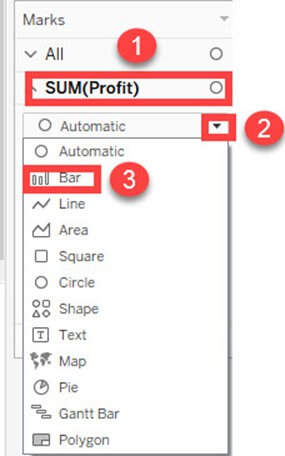 Marks
1
All
SUM(Profit)
Automatic
2
Automatic
Bar
3
Line
Area
Square
Circle
Shape
T Text
Map
Pie
Gantt Bar
Polygon